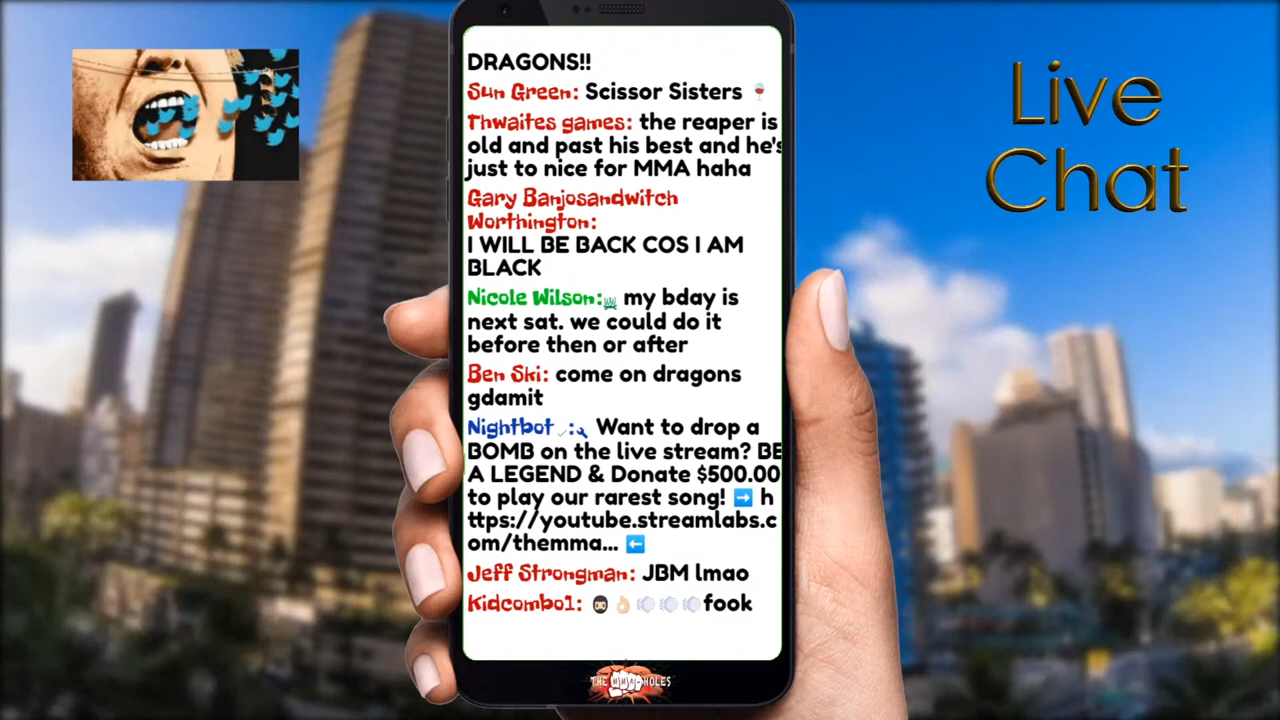 DRAGONS!!
Sun Green: Scissor Sisters 🍷
Thwaites games: the reaper is
old and past his best and he's
just to nice for MMA haha
Gary Banjosandwitch
Worthington:
I WILL BE BACK COS I AM
BLACK
Nicole Wilson: my bday is
next sat. we could do it
before then or after
Ben Ski: come on dragons
gdamit
Nightbot : Want to drop a
BOMB on the live stream? BE
A LEGEND & Donate $500.00
to play our rarest song! ➡️ h
ttps://youtube.streamlabs.c
om/themma... ⬅️
Jeff Strongman: JBM lmao
Kidcombo1: fook
THE MMA-HOLES
Live
Chat